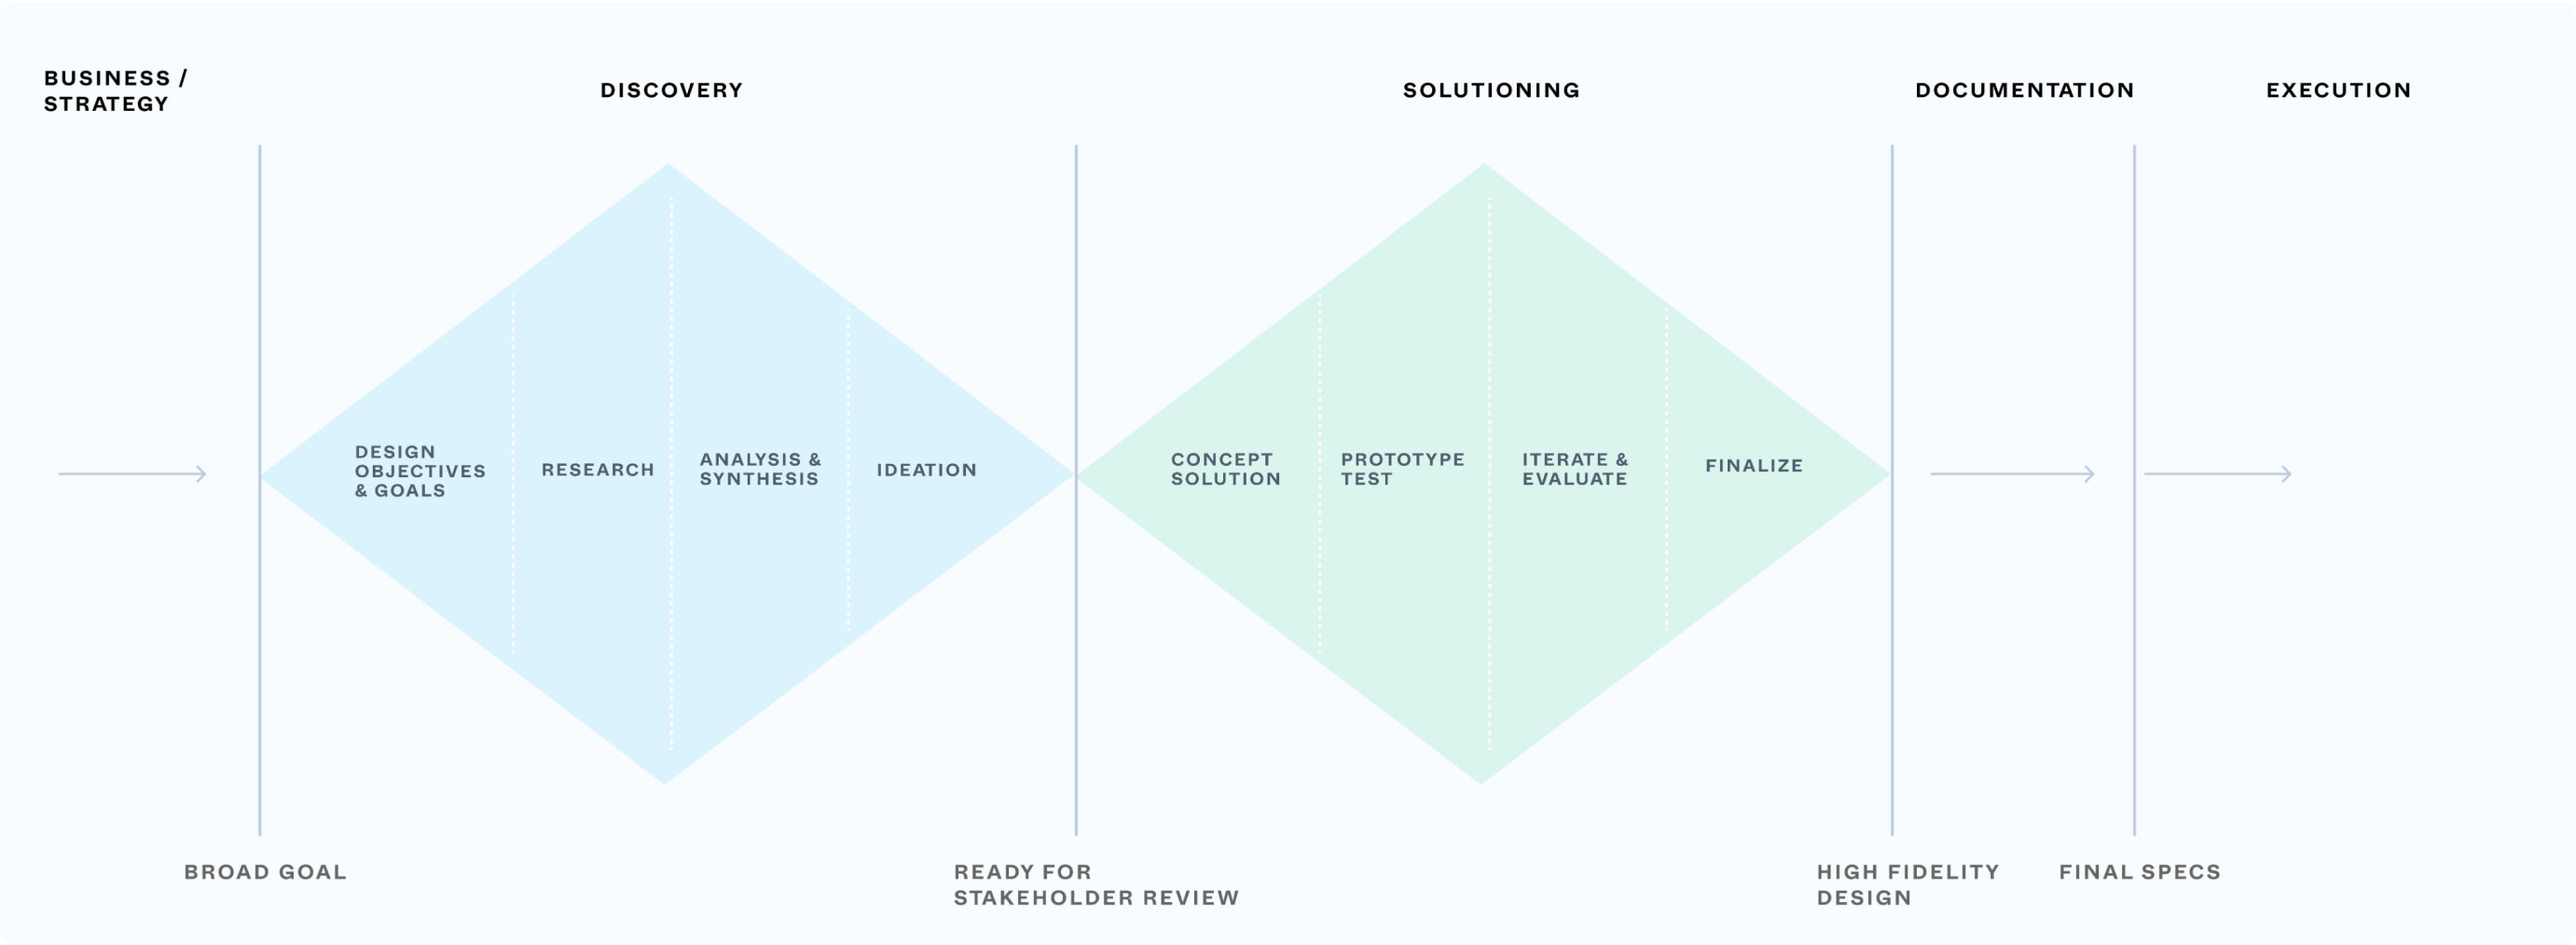 BUSINESS /
STRATEGY
DISCOVERY
SOLUTIONING
DOCUMENTATION
EXECUTION
DESIGN
OBJECTIVES
& GOALS
RESEARCH
ANALYSIS &
SYNTHESIS
IDEATION
CONCEPT
SOLUTION
PROTOTYPE
TEST
ITERATE &
EVALUATE
FINALIZE
BROAD GOAL
READY FOR
STAKEHOLDER REVIEW
HIGH FIDELITY
DESIGN
FINAL SPECS